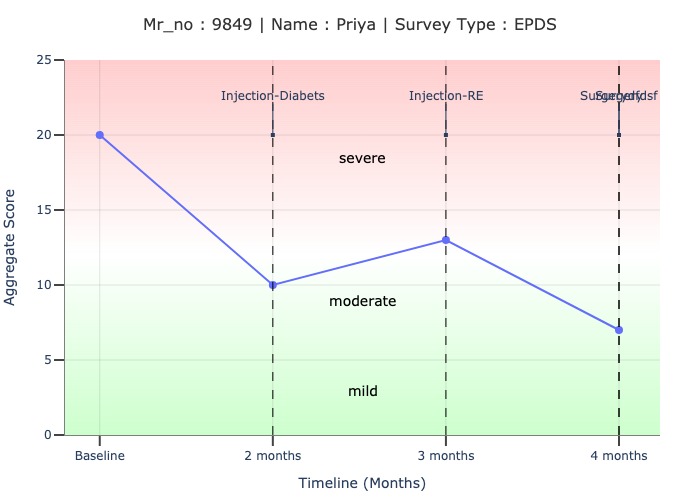 Mr_no : 9849 | Name : Priya | Survey Type : EPDS
25
Injection-Diabets
Injection-RE
20
severe
15
Aggregate Score
10
moderate
5
mild
0
Baseline
2 months
3 months
4 months
Timeline (Months)